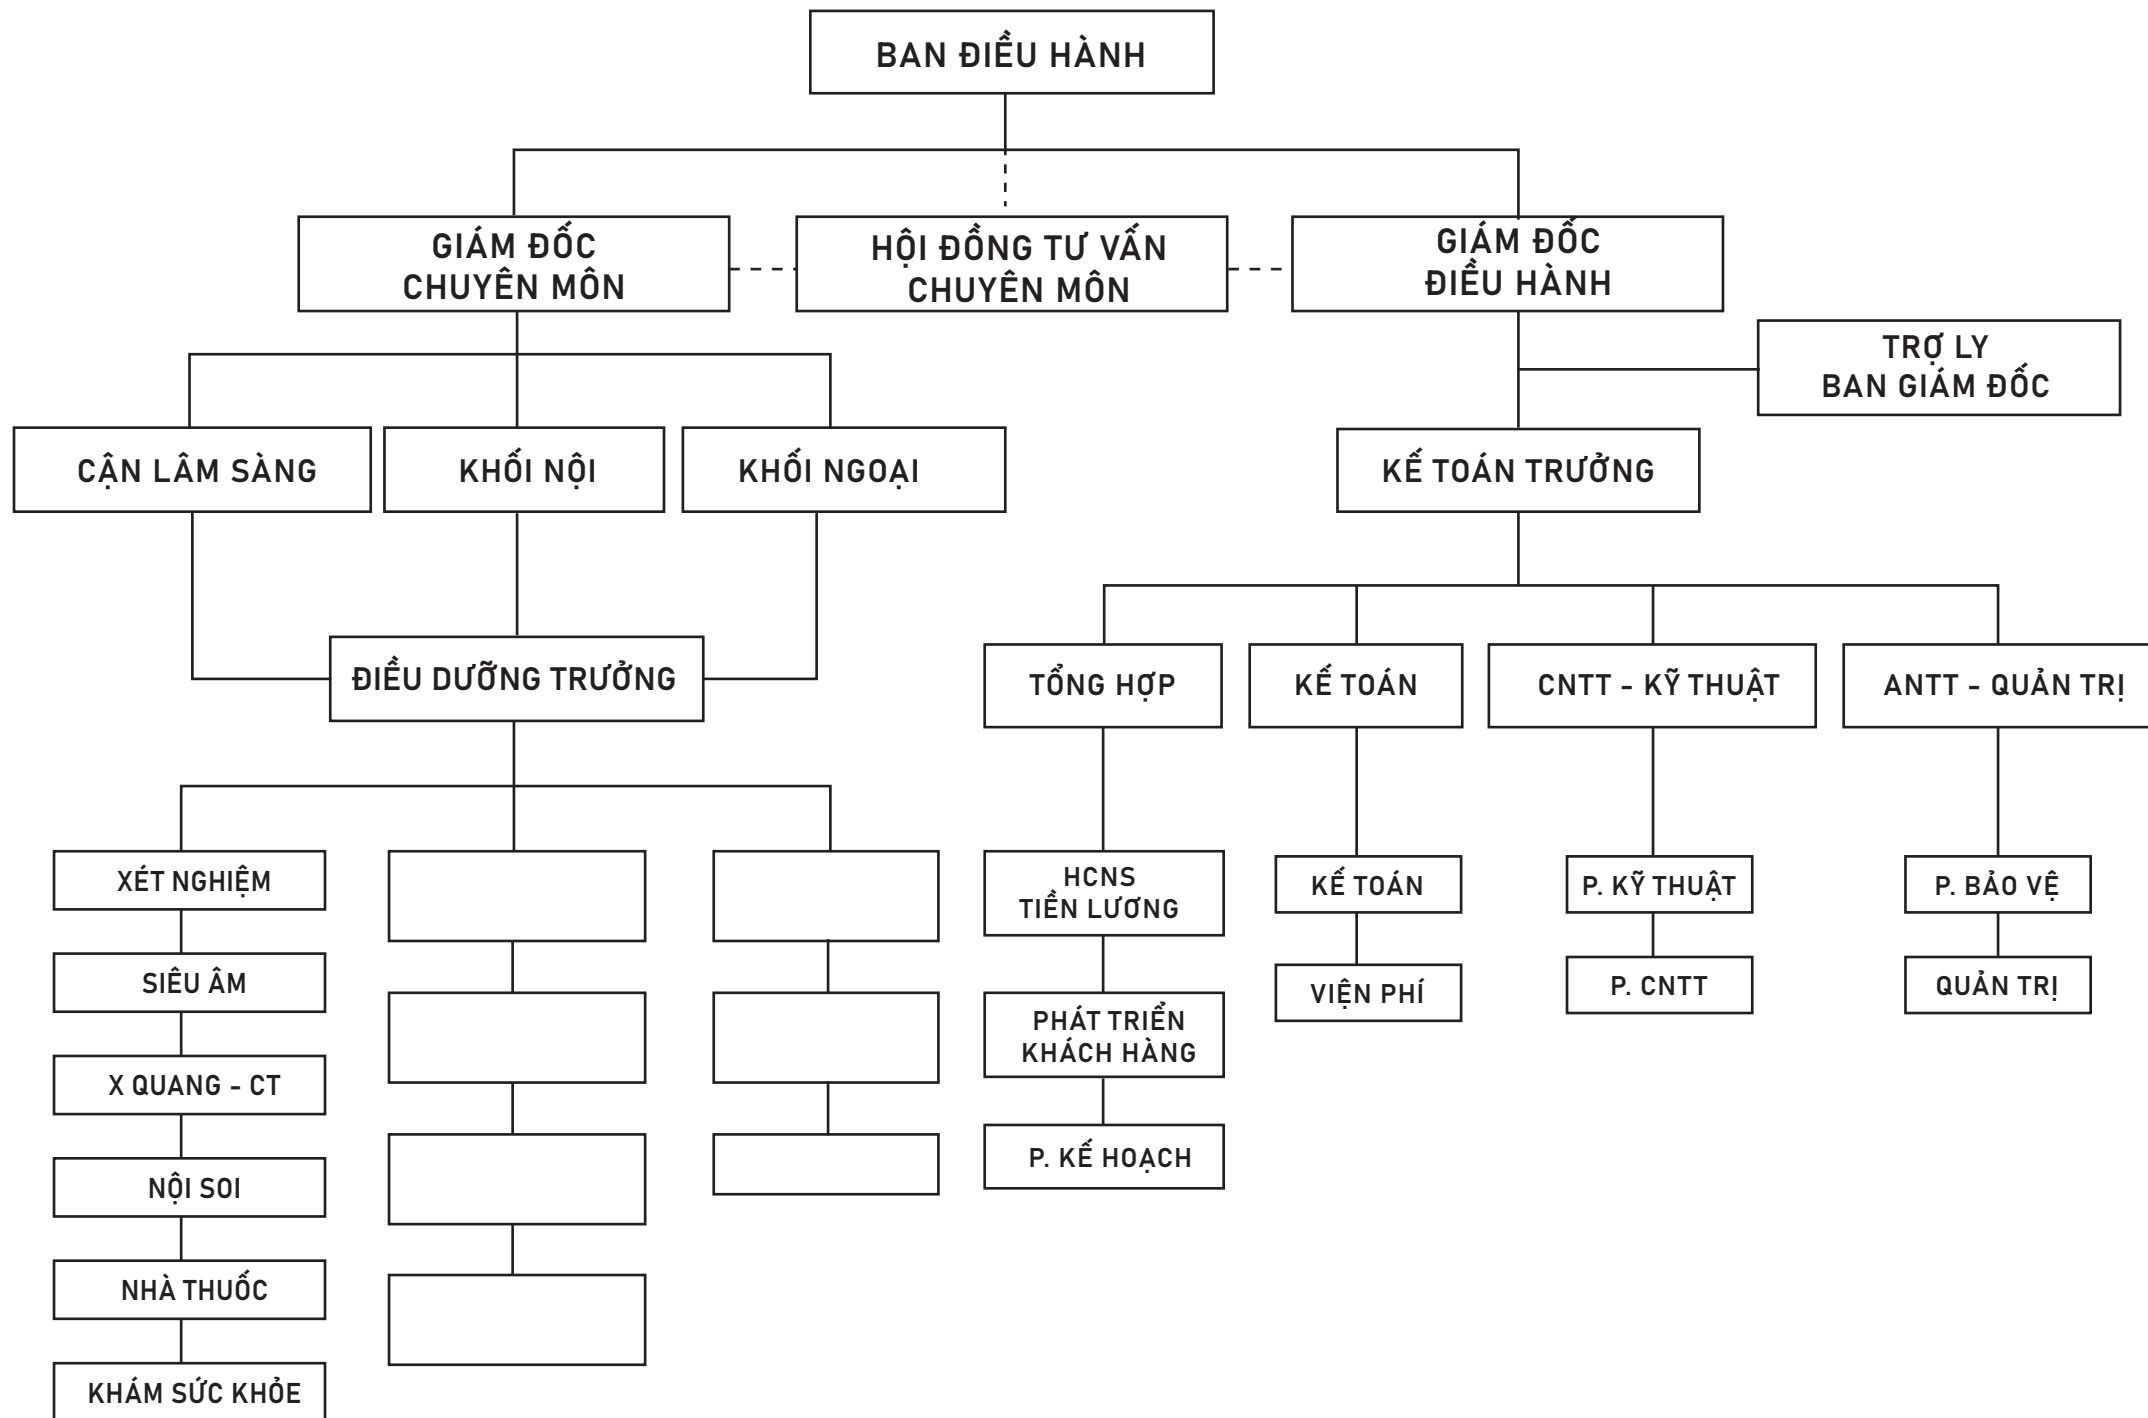 BAN ĐIỀU HÀNH
GIÁM ĐỐC
CHUYÊN MÔN
HỘI ĐỒNG TƯ VẤN
CHUYÊN MÔN
GIÁM ĐỐC
ĐIỀU HÀNH
TRỢ LY
BAN GIÁM ĐỐC
CẬN LÂM SÀNG
KHỐI NỘI
KHỐI NGOẠI
KẾ TOÁN TRƯỞNG
ĐIỀU DƯỠNG TRƯỞNG
TỔNG HỢP
KẾ TOÁN
CNTT - KỸ THUẬT
ANTT - QUẢN TRỊ
XÉT NGHIỆM
SIÊU ÂM
X QUANG - CT
NỘI SOI
NHÀ THUỐC
KHÁM SỨC KHỎE
HCNS
TIỀN LƯƠNG
PHÁT TRIỂN
KHÁCH HÀNG
P. KẾ HOẠCH
KẾ TOÁN
VIỆN PHÍ
P. KỸ THUẬT
P. CNTT
P. BẢO VỆ
QUẢN TRỊ